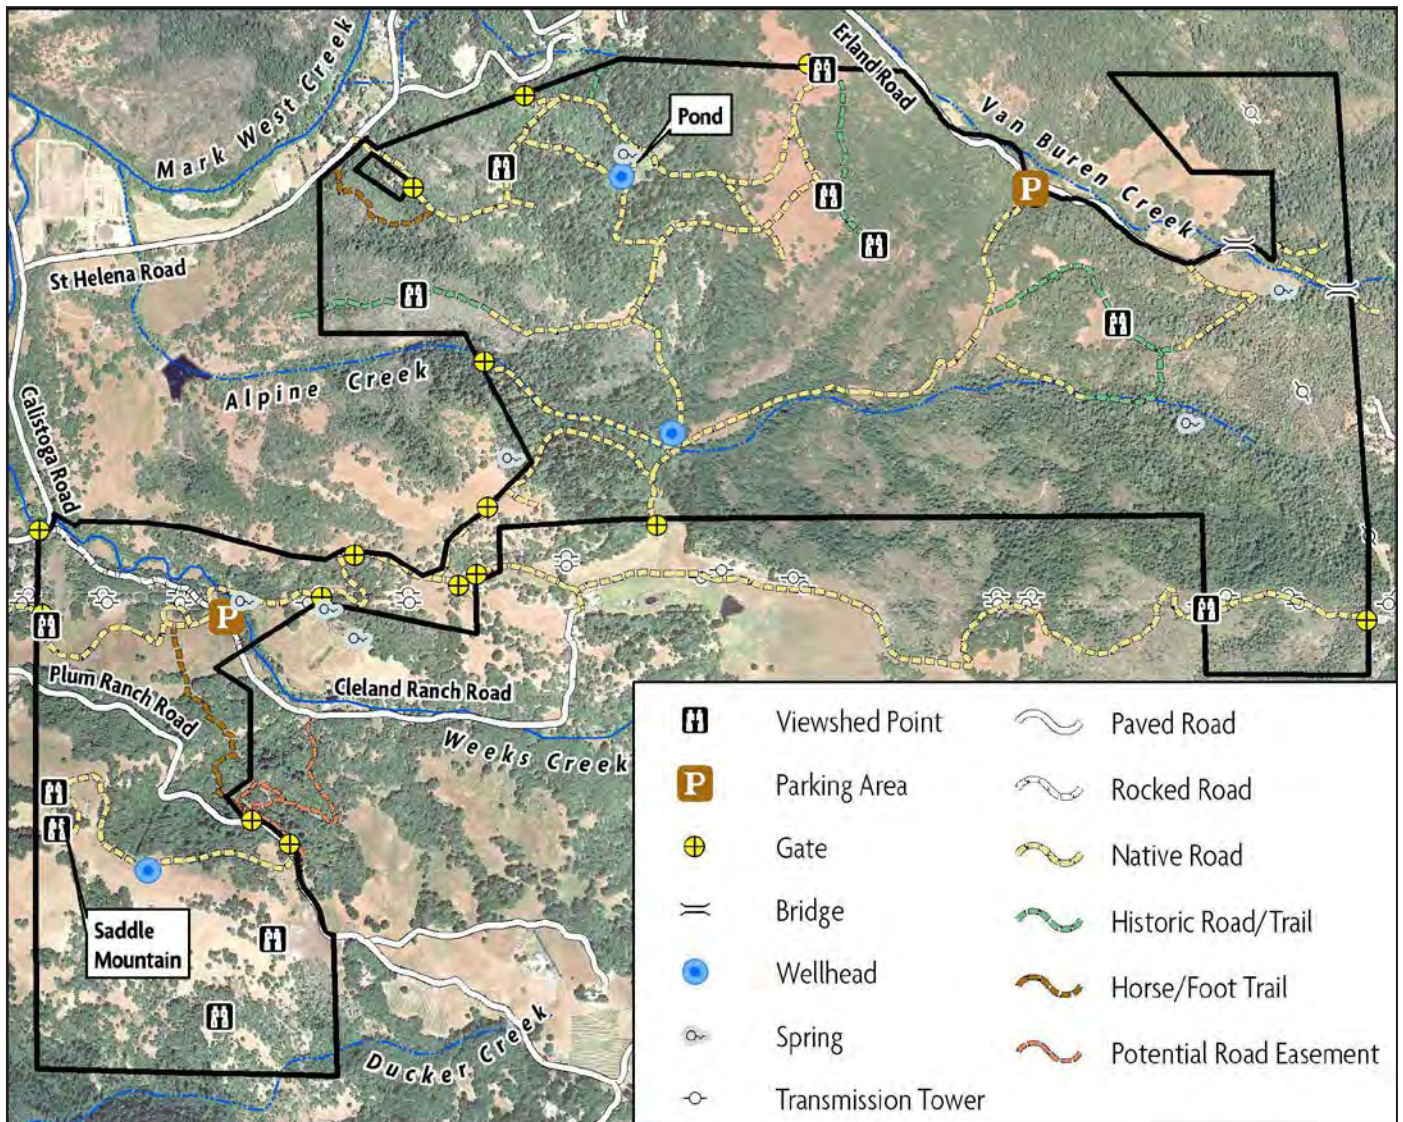 Mark West Creek
Erland Road
Pond
Van Buren Creek
P
St Helena Road
Alpine Creek
Calistoga Road
P
Plum Ranch Road
Cleland Ranch Road
Weeks Creek
Saddle
Mountain
Ducker Creek
Viewshed Point
Paved Road
P
Parking Area
Rocked Road
Gate
Native Road
Bridge
Historic Road/Trail
Wellhead
Horse/Foot Trail
Spring
Potential Road Easement
Transmission Tower